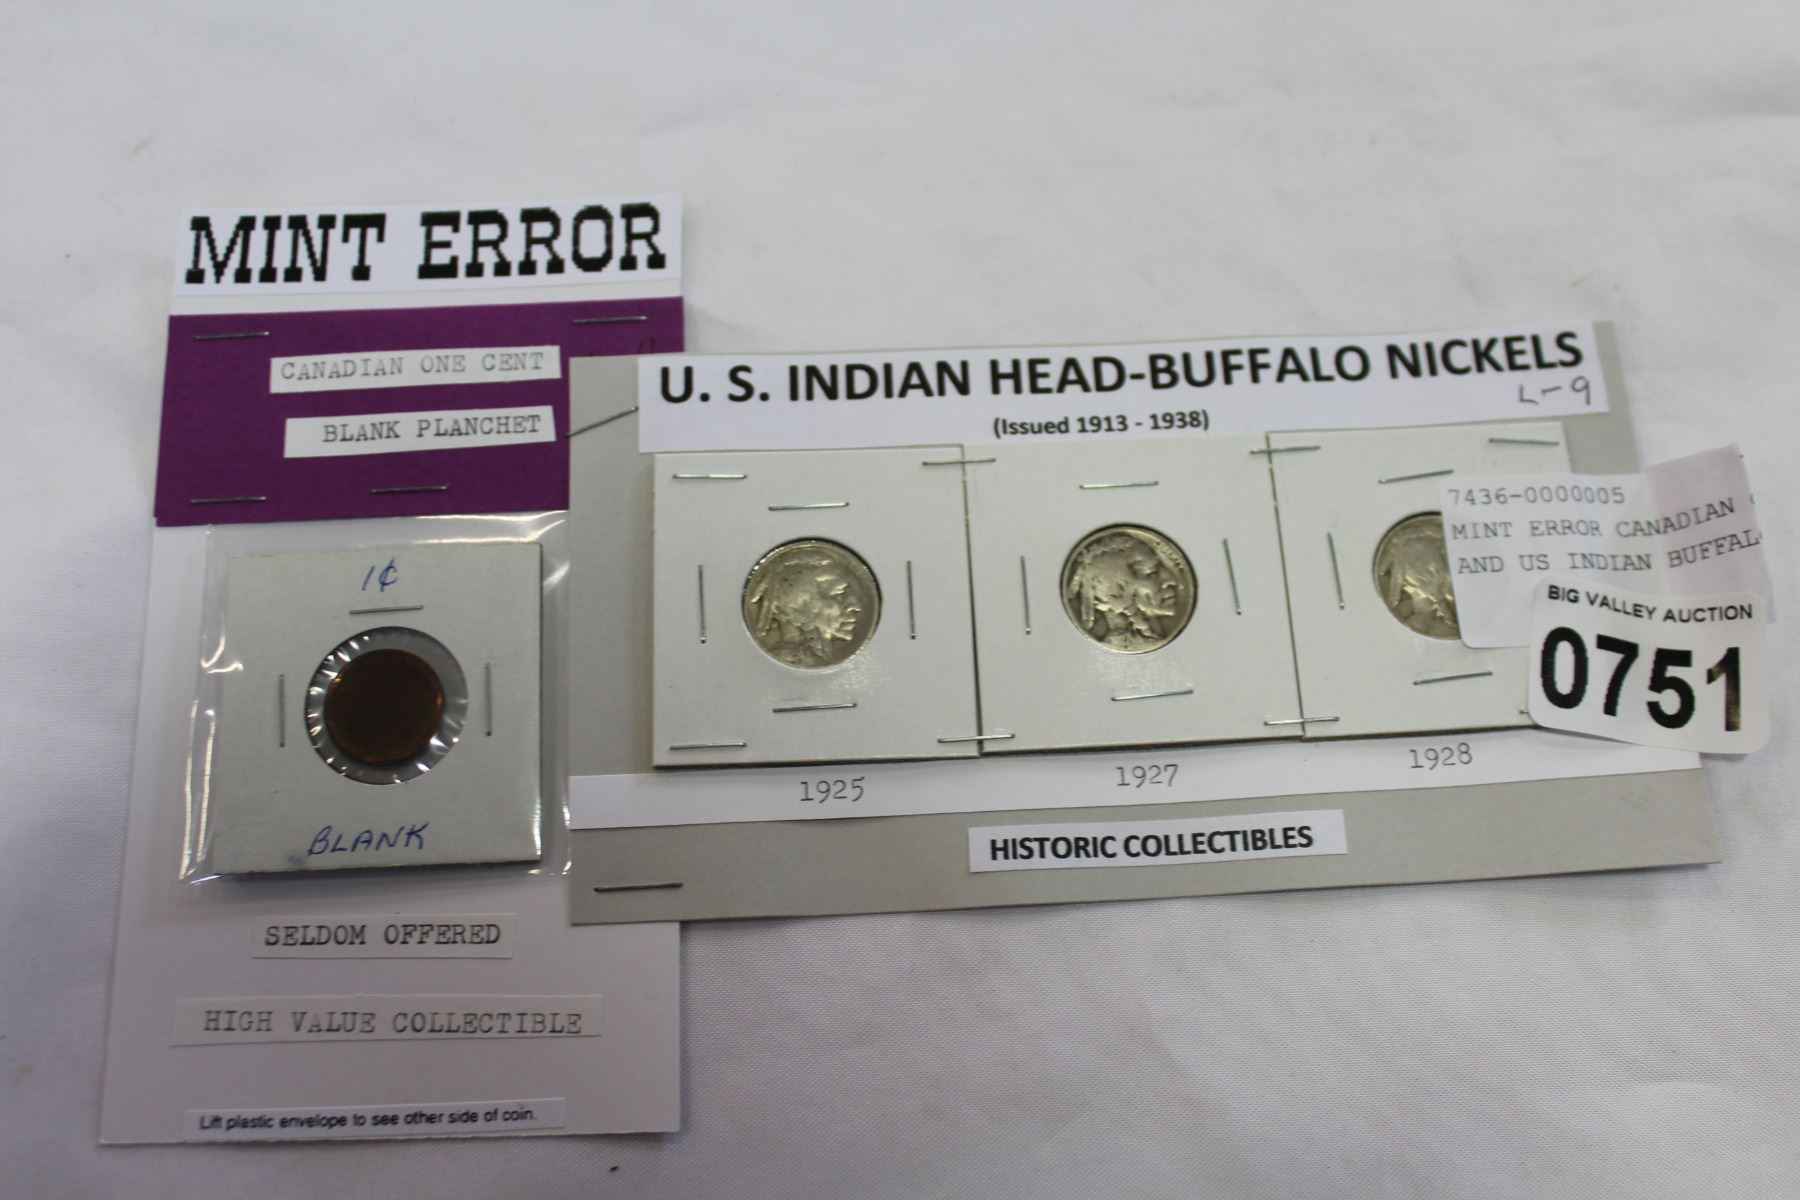 MINT ERROR
CANADIAN ONE CENT
BLANK PLANCHET
1¢
BLANK
SELDOM OFFERED
HIGH VALUE COLLECTIBLE
Lift plastic envelope to see other side of coin.
U. S. INDIAN HEAD-BUFFALO NICKELS
(Issued 1913 - 1938)
L-9
1925
1927
1928
HISTORIC COLLECTIBLES
7436-0000005
MINT ERROR CANADIAN
AND US INDIAN BUFFAL
BIG VALLEY AUCTION
0751